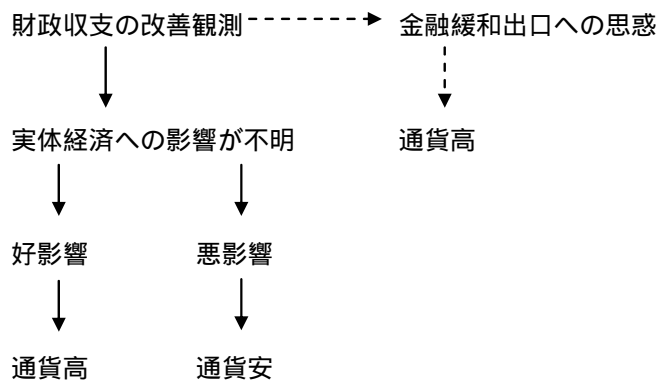 財政収支の改善観測 金融緩和出口への思惑
実体経済への影響が不明 通貨高
好影響 悪影響
通貨高 通貨安